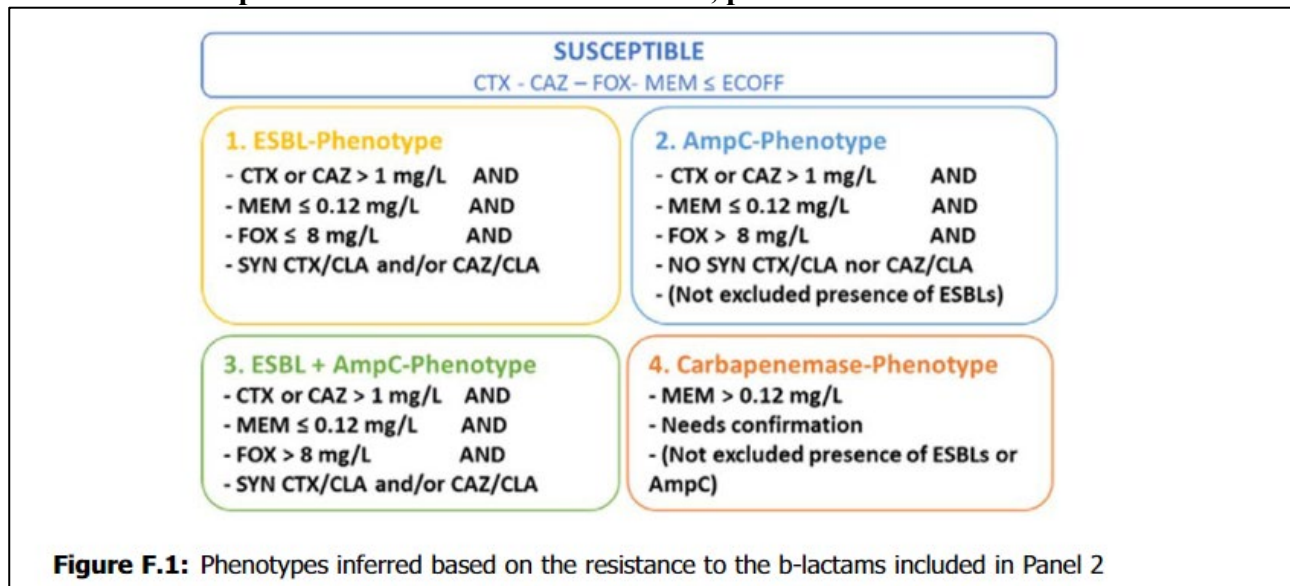 SUSCEPTIBLE
CTX - CAZ – FOX- MEM ≤ ECOFF
1. ESBL-Phenotype
- CTX or CAZ > 1 mg/L AND
- MEM ≤ 0.12 mg/L AND
- FOX ≤ 8 mg/L AND
- SYN CTX/CLA and/or CAZ/CLA
2. AmpC-Phenotype
- CTX or CAZ > 1 mg/L AND
- MEM ≤ 0.12 mg/L AND
- FOX > 8 mg/L AND
- NO SYN CTX/CLA nor CAZ/CLA
- (Not excluded presence of ESBLs)
3. ESBL + AmpC-Phenotype
- CTX or CAZ > 1 mg/L AND
- MEM ≤ 0.12 mg/L AND
- FOX > 8 mg/L AND
- SYN CTX/CLA and/or CAZ/CLA
4. Carbapenemase-Phenotype
- MEM > 0.12 mg/L
- Needs confirmation
- (Not excluded presence of ESBLs or
AmpC)
Figure F.1: Phenotypes inferred based on the resistance to the b-lactams included in Panel 2